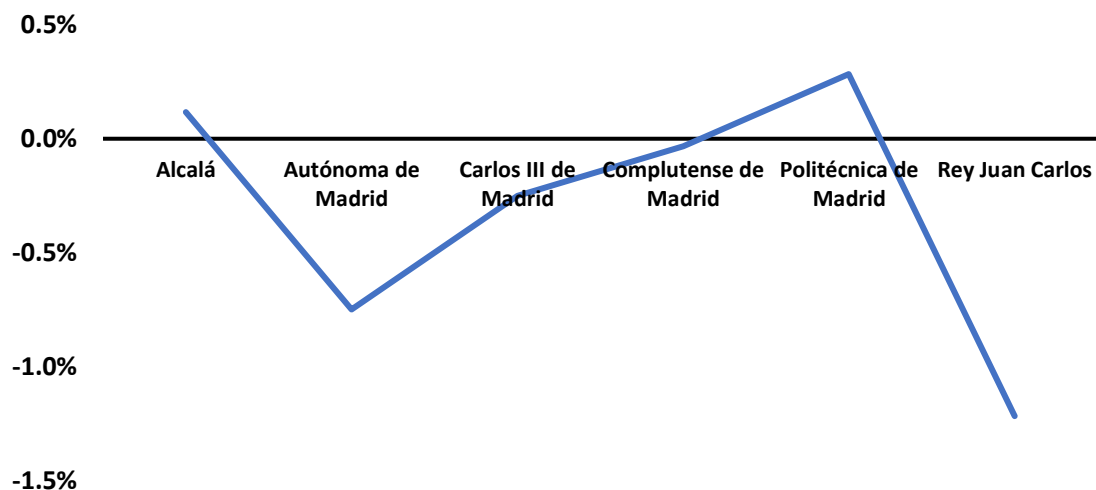 0.5%
0.0%
Alcalá
Autónoma de
Madrid
Carlos III de
Madrid
Complutense de
Madrid
Politécnica de
Madrid
Rey Juan Carlos
-0.5%
-1.0%
-1.5%